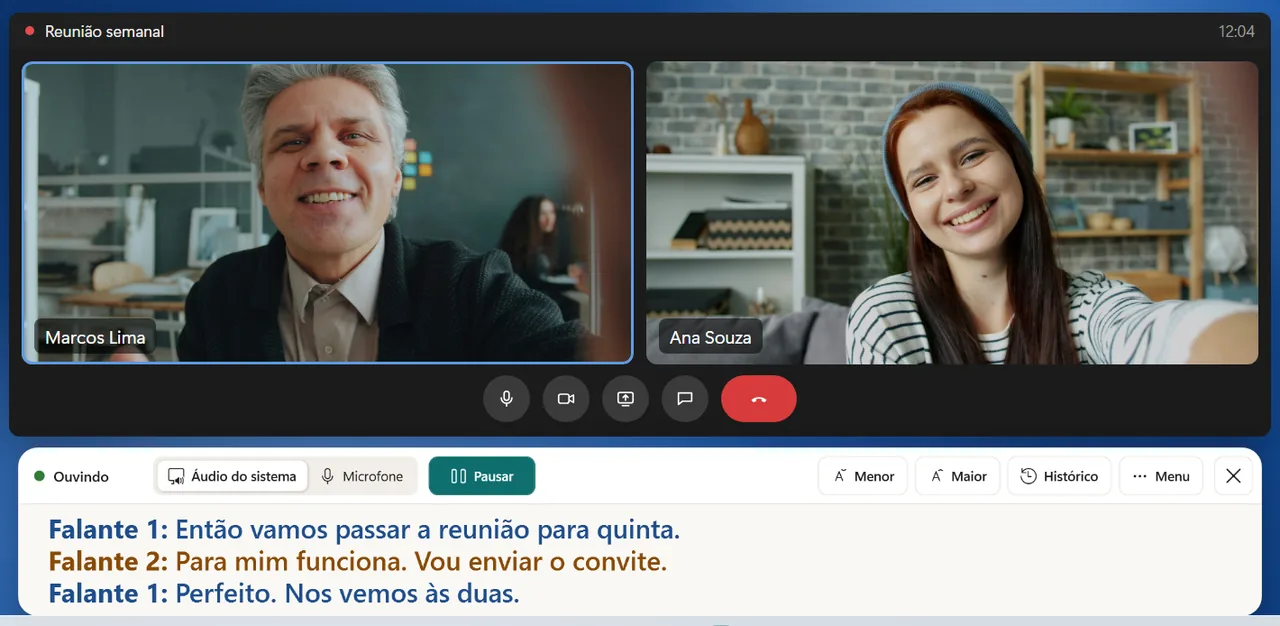 Reunião semanal
12:04
Marcos Lima
Ana Souza
Ouvindo
Áudio do sistema
Microfone
Pausar
Menor
Maior
Histórico
Menu
Falante 1: Então vamos passar a reunião para quinta.
Falante 2: Para mim funciona. Vou enviar o convite.
Falante 1: Perfeito. Nos vemos às duas.